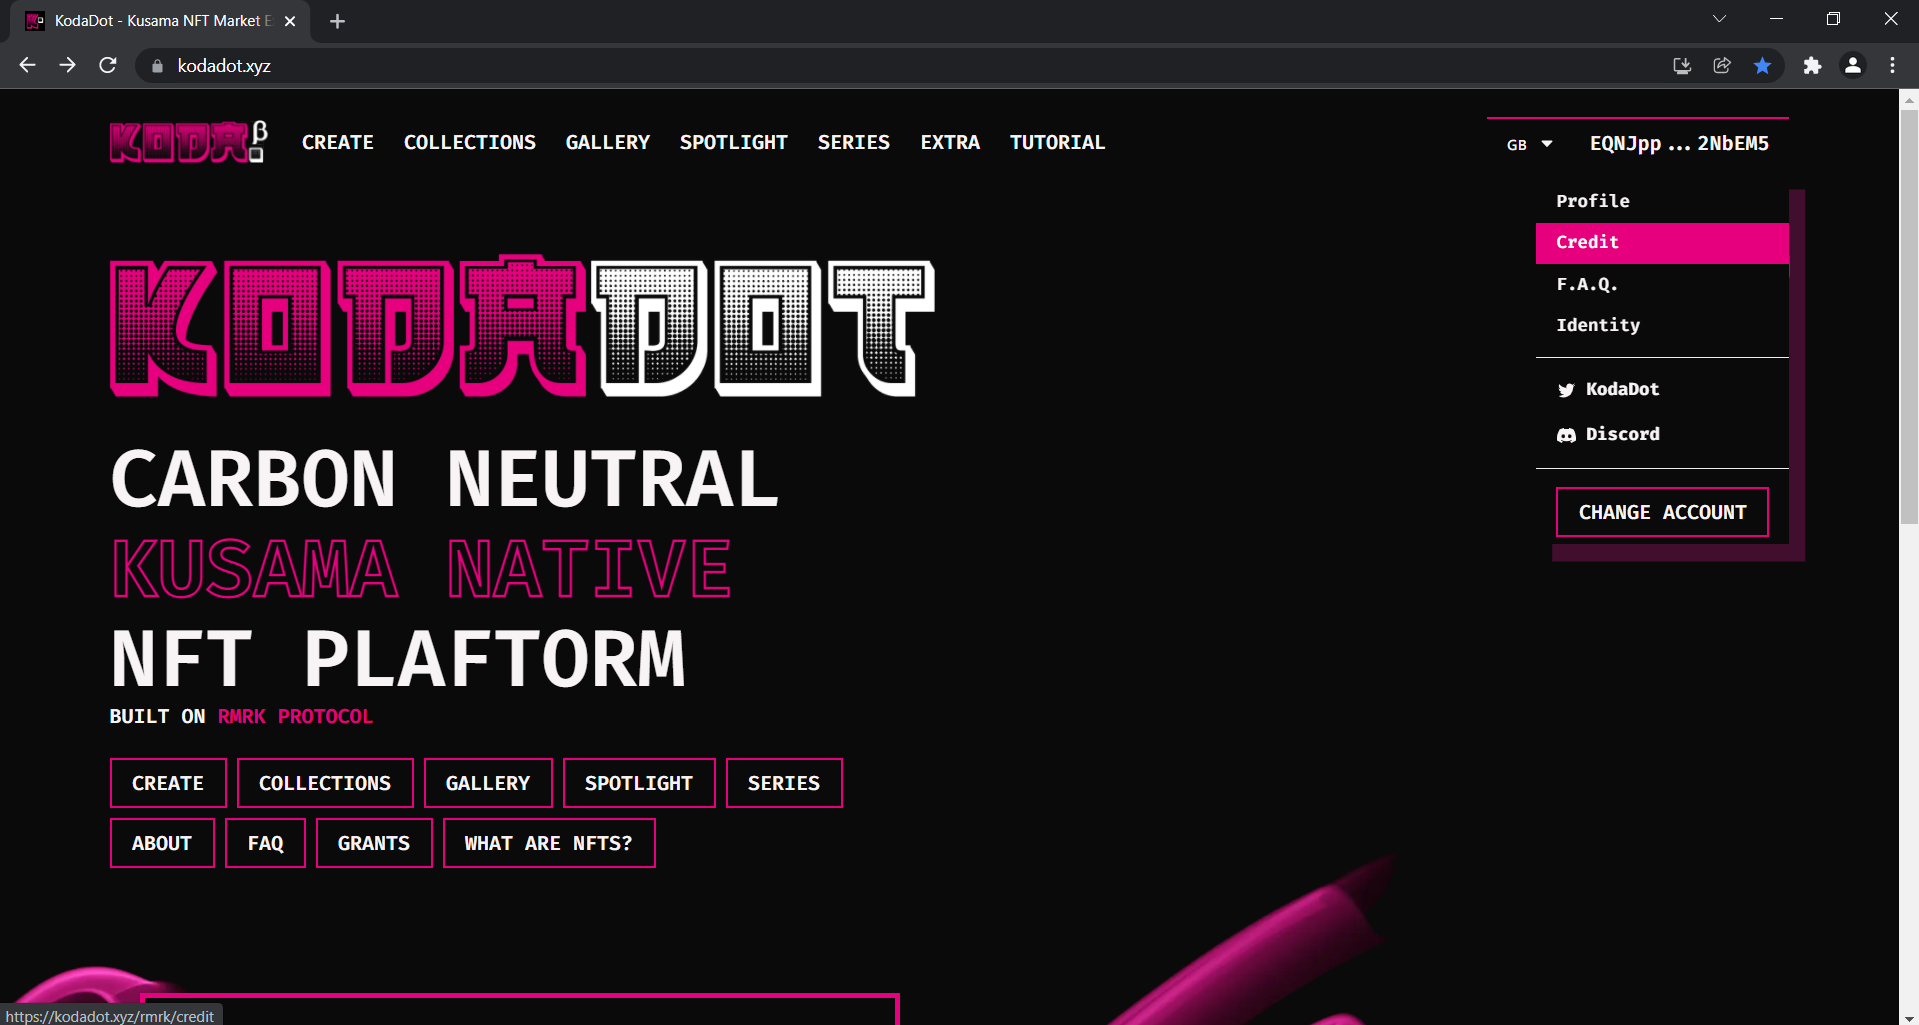 KodaDot - Kusama NFT Market E
kodadot.xyz
KODA β
CREATE COLLECTIONS GALLERY SPOTLIGHT SERIES EXTRA TUTORIAL
GB EQNJpp ... 2NbEM5
Profile
Credit
F.A.Q.
Identity
KodaDot
Discord
CHANGE ACCOUNT
KODADOT
CARBON NEUTRAL
KUSAMA NATIVE
NFT PLAFTORM
BUILT ON RMRK PROTOCOL
CREATE COLLECTIONS GALLERY SPOTLIGHT SERIES
ABOUT FAQ GRANTS WHAT ARE NFTS?
https://kodadot.xyz/rmrk/credit